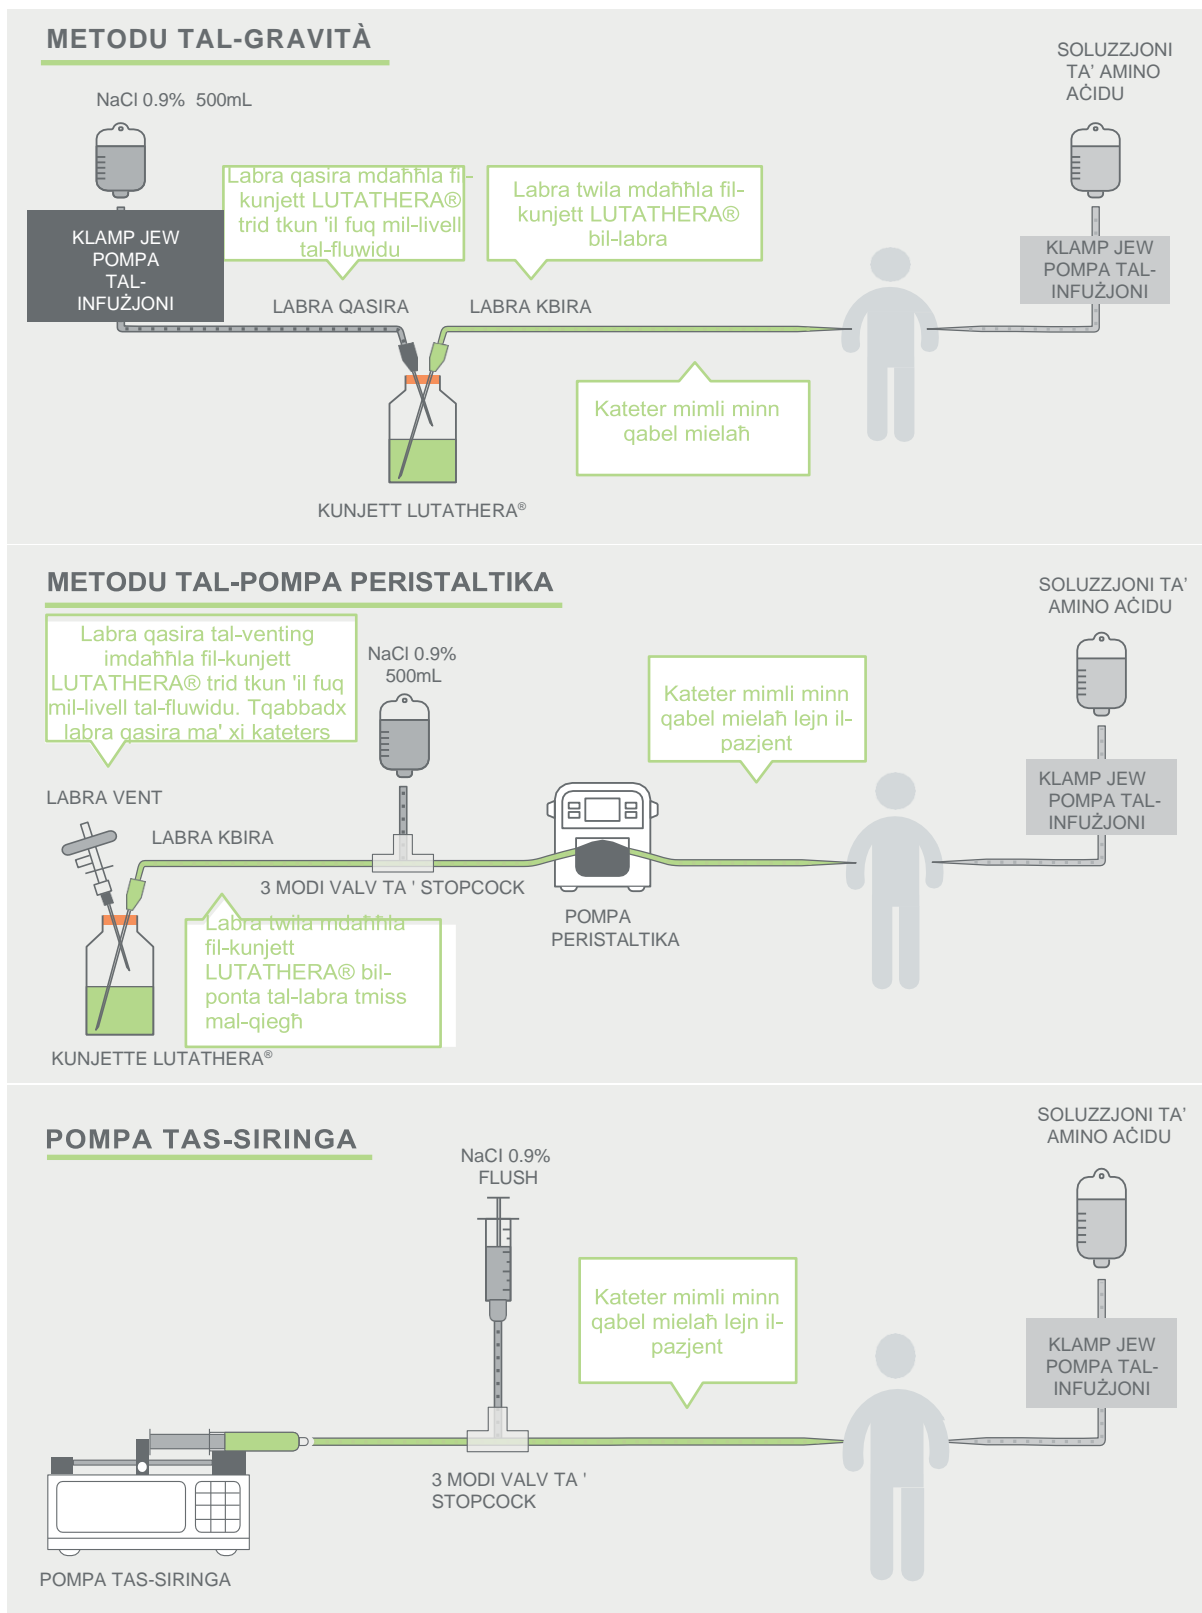 METODU TAL-GRAVITÀ
SOLUZZJONI
TA’ AMINO
AĊIDU
NaCl 0.9%  500mL
Labra qasira mdaħħla fil-
kunjett LUTATHERA®
trid tkun 'il fuq mil-livell
tal-fluwidu
Labra twila mdaħħla fil-
kunjett LUTATHERA®
bil-labra
KLAMP JEW
POMPA
TAL-
INFUŻJONI
KLAMP JEW
POMPA TAL-
INFUŻJONI
LABRA QASIRA
LABRA KBIRA
Kateter mimli minn
qabel mielaħ
KUNJETT LUTATHERA®
METODU TAL-POMPA PERISTALTIKA
SOLUZZJONI TA’
AMINO AĊIDU
Labra qasira tal-venting
imdaħħla fil-kunjett
LUTATHERA® trid tkun 'il fuq
mil-livell tal-fluwidu. Tqabbadx
labra qasira ma' xi kateters
NaCl 0.9%
500mL
Kateter mimli minn
qabel mielaħ lejn il-
pazjent
KLAMP JEW
POMPA TAL-
INFUŻJONI
LABRA VENT
LABRA KBIRA
3 MODI VALV TA ' STOPCOCK
POMPA
PERISTALTIKA
Labra twila mdaħħla
fil-kunjett
LUTATHERA® bil-
ponta tal-labra tmiss
mal-qiegħ
KUNJETTE LUTATHERA®
POMPA TAS-SIRINGA
SOLUZZJONI TA’
AMINO AĊIDU
NaCl 0.9%
FLUSH
Kateter mimli minn
qabel mielaħ lejn il-
pazjent
KLAMP JEW
POMPA TAL-
INFUŻJONI
3 MODI VALV TA '
STOPCOCK
POMPA TAS-SIRINGA